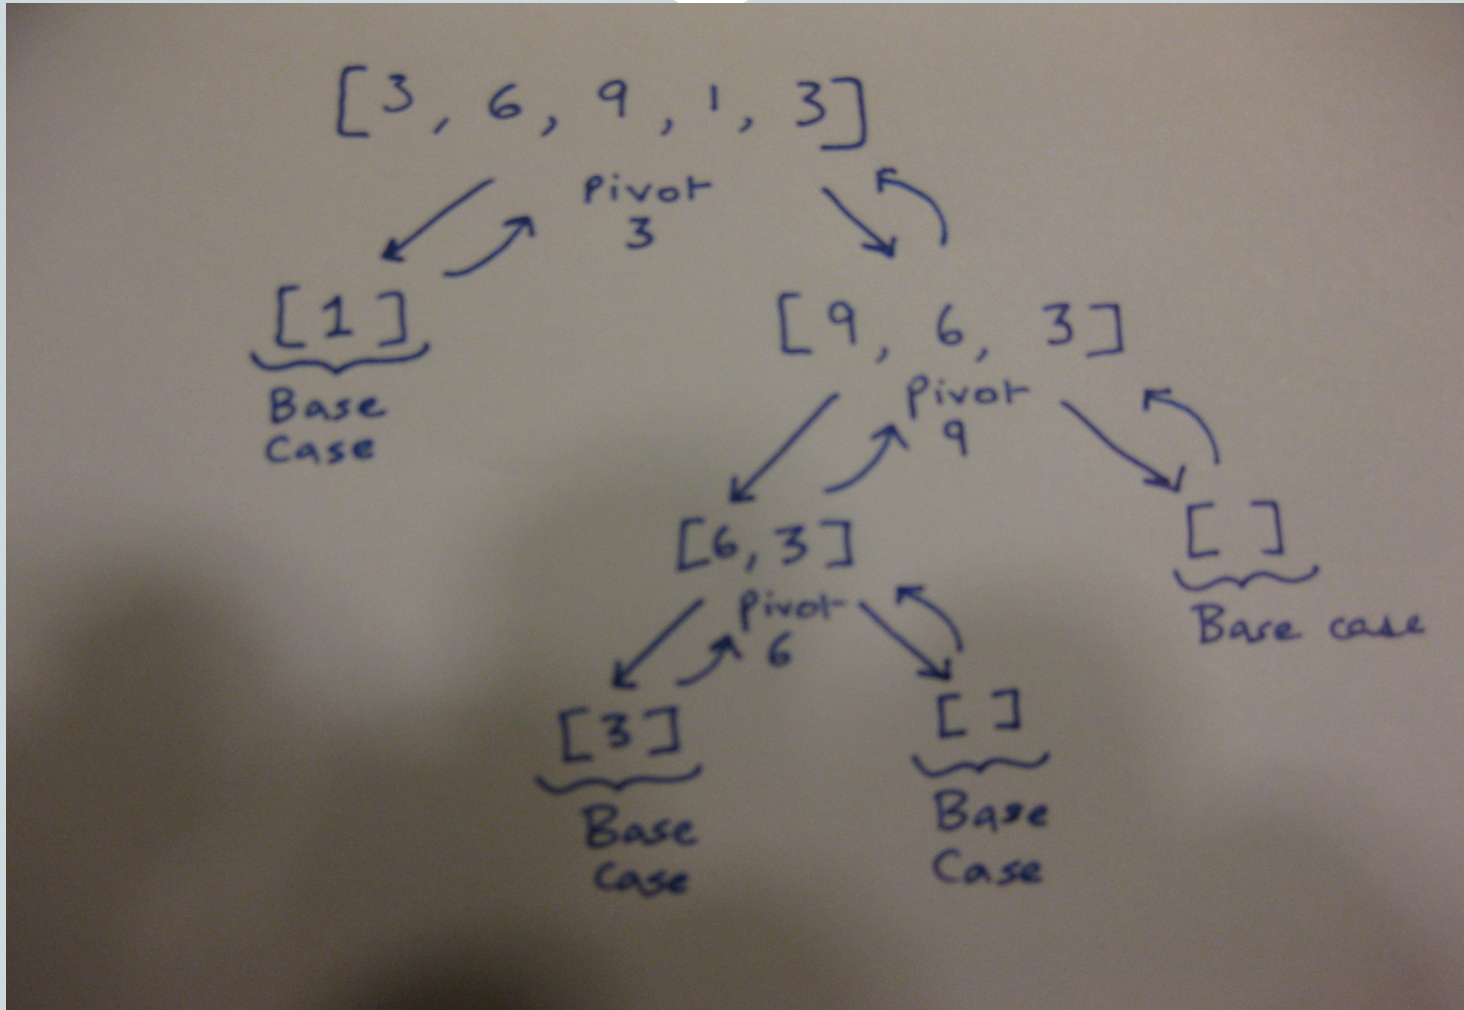 [3, 6, 9, 1, 3]
Pivot
3
[1]
Base
Case
[9, 6, 3]
Pivot
9
[6, 3]
Pivot
6
[ ]
Base case
[3]
Base
Case
[ ]
Base
Case